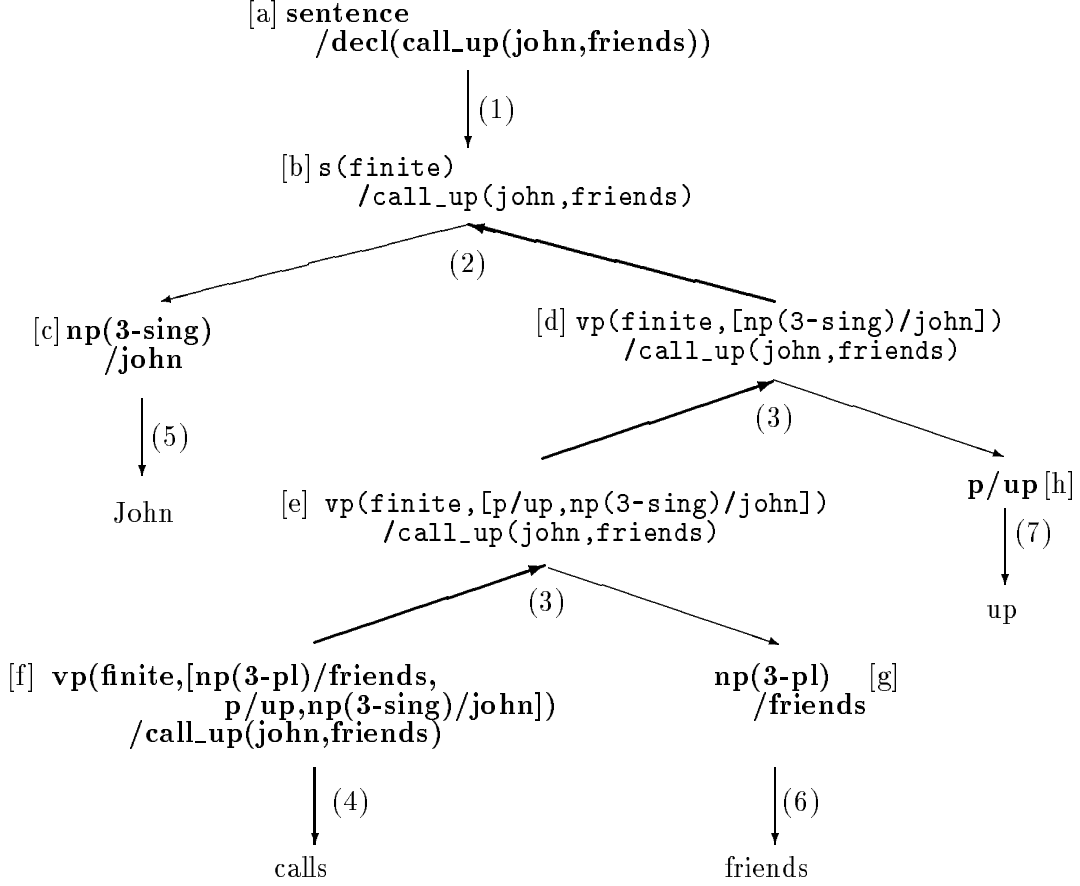 [a] sentence
/decl(call_up(john,friends))
(1)
[b] s(finite)
/call_up(john,friends)
(2)
[c] np(3-sing)
/john
[d] vp(finite,[np(3-sing)/john])
/call_up(john,friends)
(5)
(3)
John
[e] vp(finite,[p/up,np(3-sing)/john])
/call_up(john,friends)
p/up [h]
(7)
(3)
up
[f] vp(finite,[np(3-pl)/friends,
p/up,np(3-sing)/john])
/call_up(john,friends)
np(3-pl) [g]
/friends
(4)
(6)
calls
friends